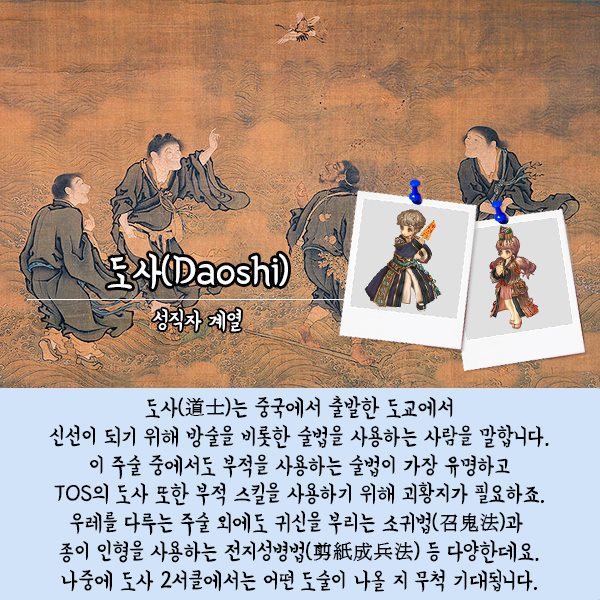 도사(Daoshi)
성직자 계열
도사(道士)는 중국에서 출발한 도교에서
신선이 되기 위해 방술을 비롯한 술법을 사용하는 사람을 말합니다.
이 주술 중에서도 부적을 사용하는 술법이 가장 유명하고
TOS의 도사 또한 부적 스킬을 사용하기 위해 괴황지가 필요하죠.
우레를 다루는 주술 외에도 귀신을 부리는 소귀법(召鬼法)과
종이 인형을 사용하는 전지성병법(剪紙成兵法) 등 다양한데요.
나중에 도사 2서클에서는 어떤 도술이 나올 지 무척 기대됩니다.